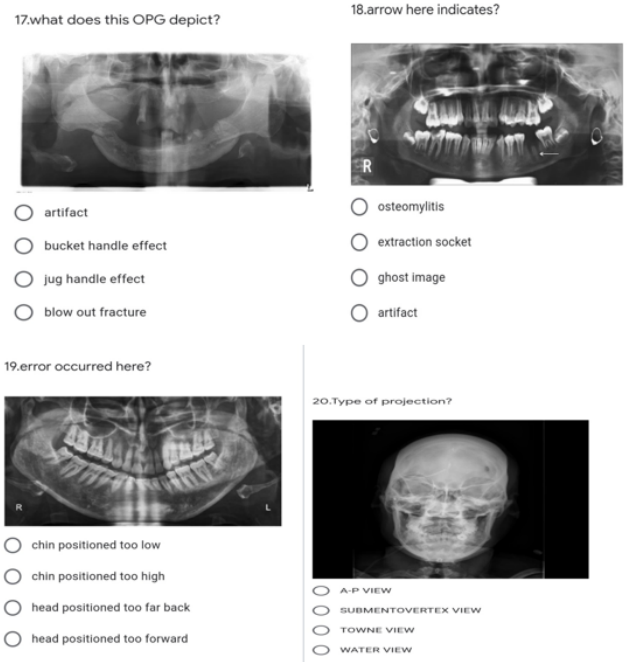 17.what does this OPG depict?
artifact
bucket handle effect
jug handle effect
blow out fracture
18.arrow here indicates?
R
osteomylitis
extraction socket
ghost image
artifact
19.error occurred here?
R
L
chin positioned too low
chin positioned too high
head positioned too far back
head positioned too forward
20.Type of projection?
A-P VIEW
SUBMENTOVERTEX VIEW
TOWNE VIEW
WATER VIEW